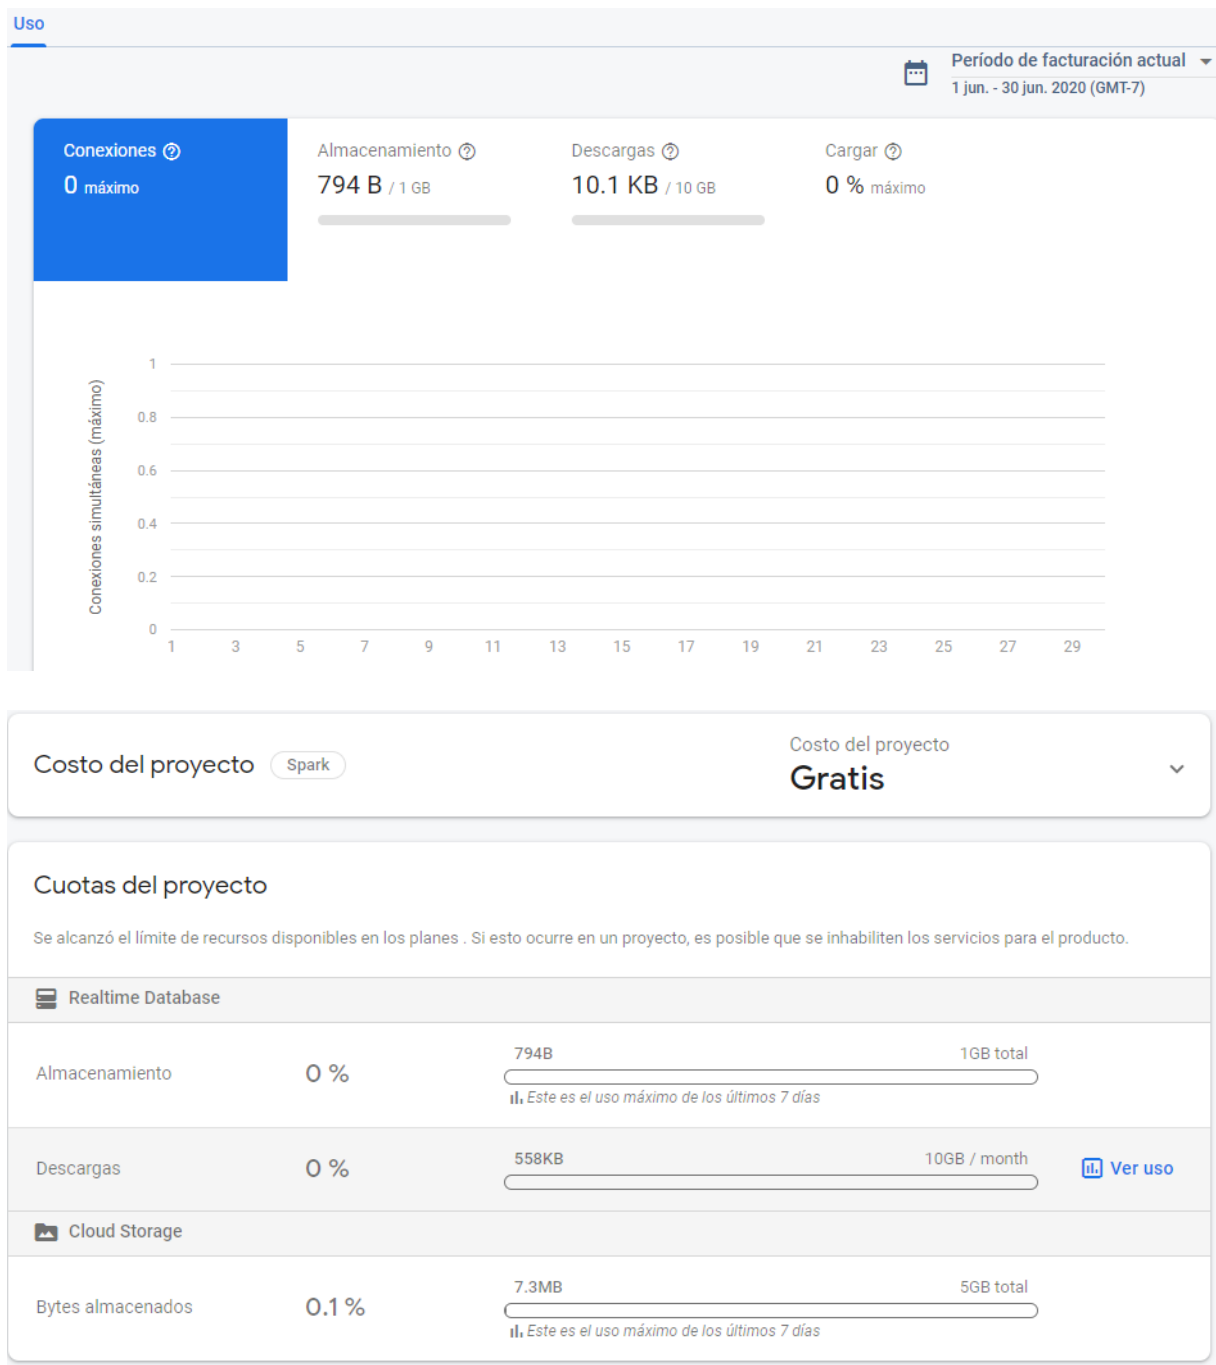 Uso
Período de facturación actual
1 jun. - 30 jun. 2020 (GMT-7)
Conexiones
0 máximo
Almacenamiento
794 B / 1 GB
Descargas
10.1 KB / 10 GB
Cargar
0 % máximo
Conexiones simultáneas (máximo)
1
0.8
0.6
0.4
0.2
0
1 3 5 7 9 11 13 15 17 19 21 23 25 27 29
Costo del proyecto Spark
Costo del proyecto
Gratis
Cuotas del proyecto
Se alcanzó el límite de recursos disponibles en los planes . Si esto ocurre en un proyecto, es posible que se inhabiliten los servicios para el producto.
Realtime Database
Almacenamiento 0 % 794B 1GB total
Este es el uso máximo de los últimos 7 días
Descargas 0 % 558KB 10GB / month Ver uso
Cloud Storage
Bytes almacenados 0.1 % 7.3MB 5GB total
Este es el uso máximo de los últimos 7 días